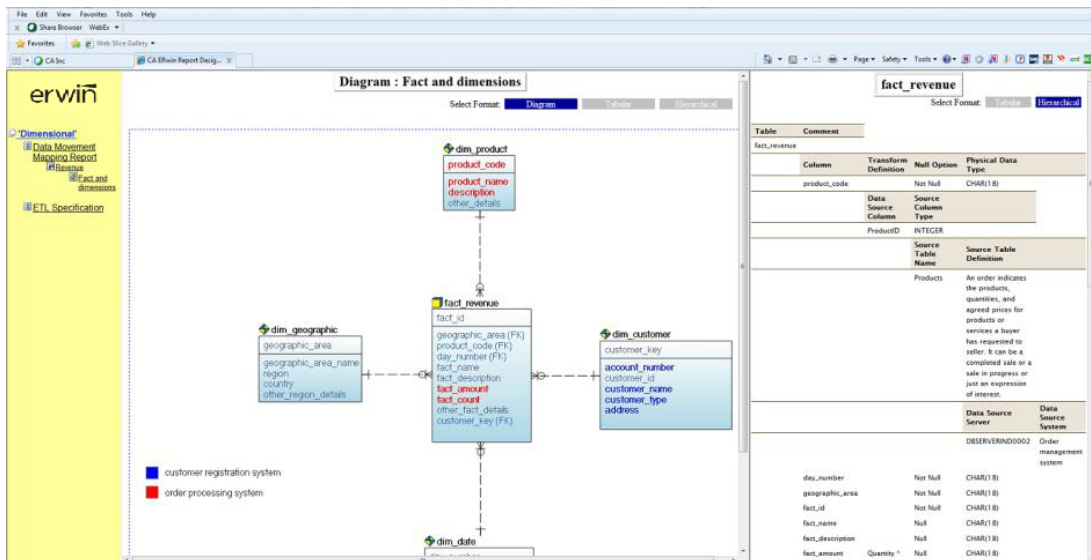 File Edit View Favorites Tools Help
x Share Browser WebEx
Favorites Web Slice Gallery
CA Inc CA ERwin Report Desig... X
Page Safety Tools
erwin
'Dimensional'
Data Movement
Mapping Report
Revenue
Fact and
dimensions
ETL Specification
Diagram : Fact and dimensions
Select Format: Diagram Tabular Hierarchical
dim_product
product_code
product_name
description
other_details
fact_revenue
fact_id
geographic_area (FK)
product_code (FK)
day_number (FK)
fact_name
fact_description
fact_amount
fact_count
other_fact_details
customer_key (FK)
dim_geographic
geographic_area
geographic_area_name
region
country
other_region_details
dim_customer
customer_key
account_number
customer_id
customer_name
customer_type
address
customer registration system
order processing system
dim_date
fact_revenue
Select Format: Tabular Hierarchical
Table Comment
fact_revenue
Column Transform Definition Null Option Physical Data Type
product_code Not Null CHAR(18)
Data Source Column Source Column Type
ProductID INTEGER
Source Table Name Source Table Definition
Products An order indicates
the products,
quantities, and
agreed prices for
products or
services a buyer
has requested to
seller. It can be a
completed sale or a
sale in progress or
just an expression
of interest.
Data Source Server Data Source System
DBSERVERIND0002 Order management system
day_number Not Null CHAR(18)
geographic_area Not Null CHAR(18)
fact_id Not Null CHAR(18)
fact_name Null CHAR(18)
fact_description Null CHAR(18)
fact_amount Quantity * Null CHAR(18)